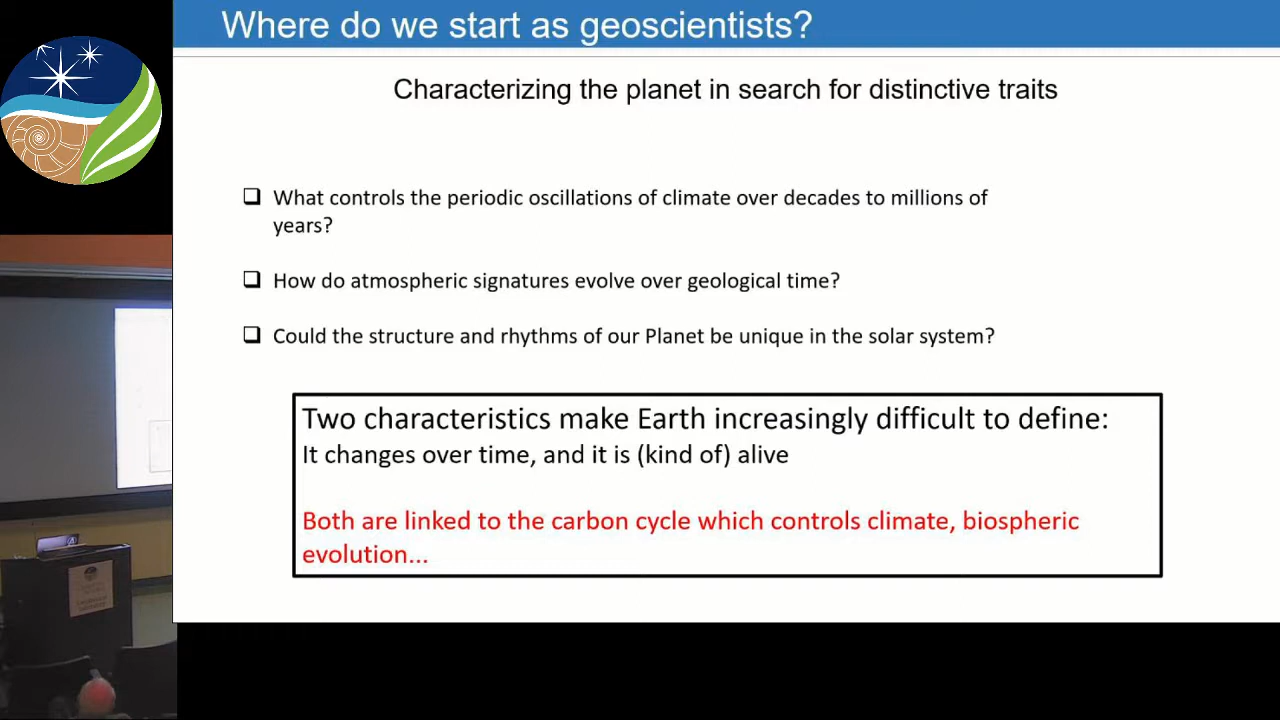 Where do we start as geoscientists?
Characterizing the planet in search for distinctive traits
What controls the periodic oscillations of climate over decades to millions of
years?
How do atmospheric signatures evolve over geological time?
Could the structure and rhythms of our Planet be unique in the solar system?
Two characteristics make Earth increasingly difficult to define:
It changes over time, and it is (kind of) alive
Both are linked to the carbon cycle which controls climate, biospheric
evolution...